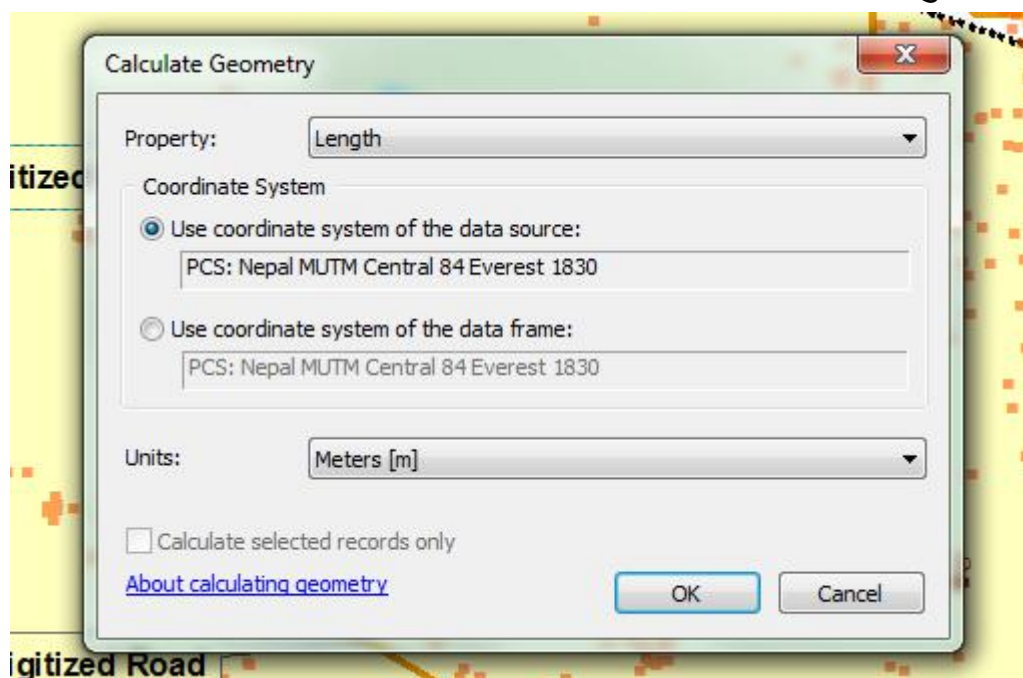 Calculate Geometry
Property:
Length
itized
Coordinate System
Use coordinate system of the data source:
PCS: Nepal MUTM Central 84 Everest 1830
Use coordinate system of the data frame:
PCS: Nepal MUTM Central 84 Everest 1830
Units:
Meters [m]
Calculate selected records only
About calculating geometry
OK
Cancel
igitized Road